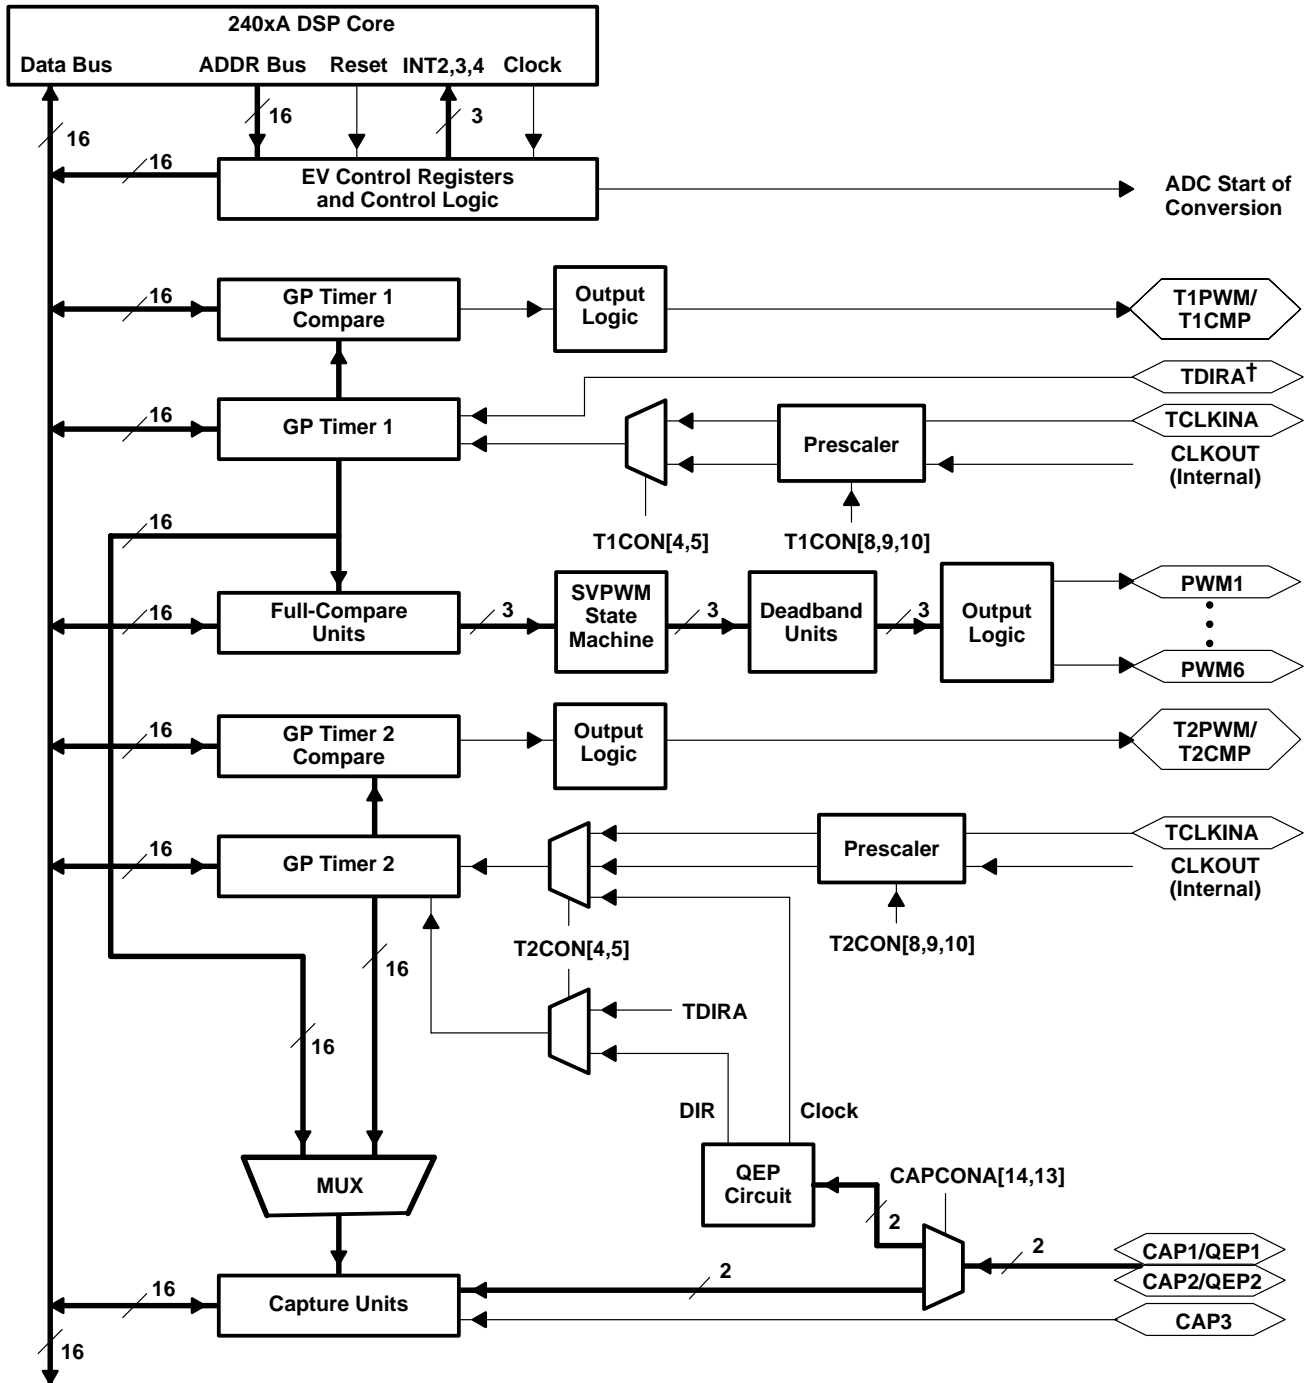 240xA DSP Core
Data Bus
ADDR Bus
Reset
INT2,3,4
Clock
16
16
3
16
EV Control Registers
and Control Logic
ADC Start of
Conversion
16
GP Timer 1
Compare
Output
Logic
T1PWM/
T1CMP
TDIRA†
16
GP Timer 1
Prescaler
TCLKINA
CLKOUT
(Internal)
16
T1CON[4,5]
T1CON[8,9,10]
16
Full-Compare
Units
3
SVPWM
State
Machine
3
Deadband
Units
3
Output
Logic
PWM1
PWM6
16
GP Timer 2
Compare
Output
Logic
T2PWM/
T2CMP
16
GP Timer 2
Prescaler
TCLKINA
CLKOUT
(Internal)
T2CON[4,5]
T2CON[8,9,10]
16
TDIRA
16
DIR
Clock
MUX
QEP
Circuit
CAPCONA[14,13]
2
2
CAP1/QEP1
CAP2/QEP2
2
16
Capture Units
CAP3
16